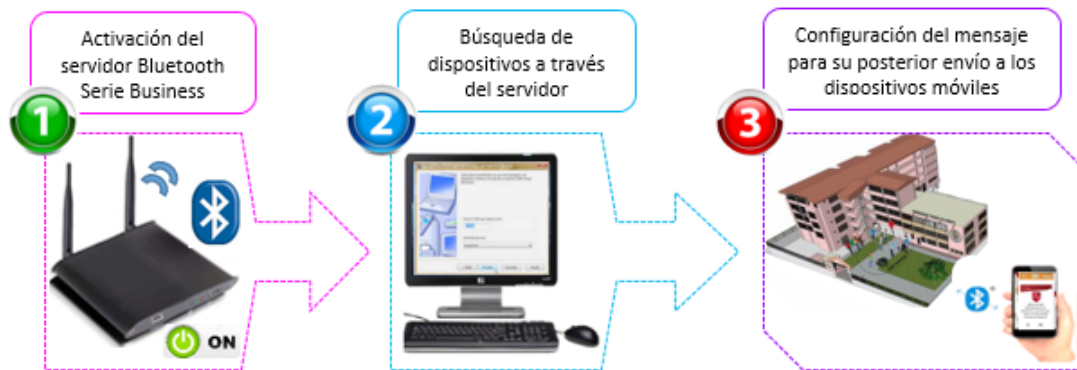 Activación del
servidor Bluetooth
Serie Business
Búsqueda de
dispositivos a través
del servidor
Configuración del mensaje
para su posterior envío a los
dispositivos móviles
1
2
3
ON